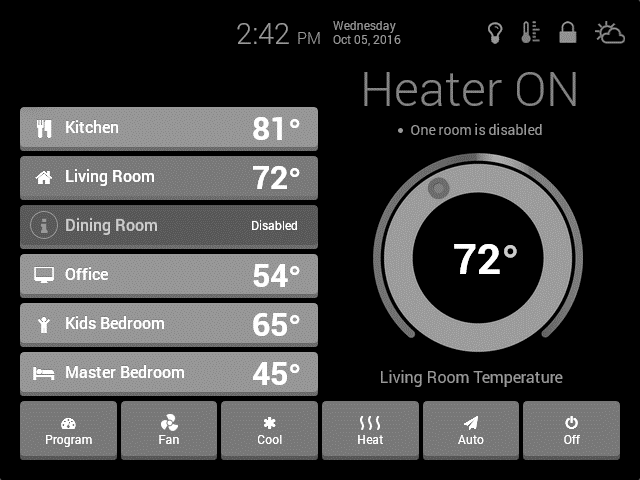 2:42 PM
Wednesday
Oct 05, 2016
Heater ON
• One room is disabled
Kitchen 81°
Living Room 72°
Dining Room Disabled
Office 54°
Kids Bedroom 65°
Master Bedroom 45°
72°
Living Room Temperature
Program
Fan
Cool
Heat
Auto
Off